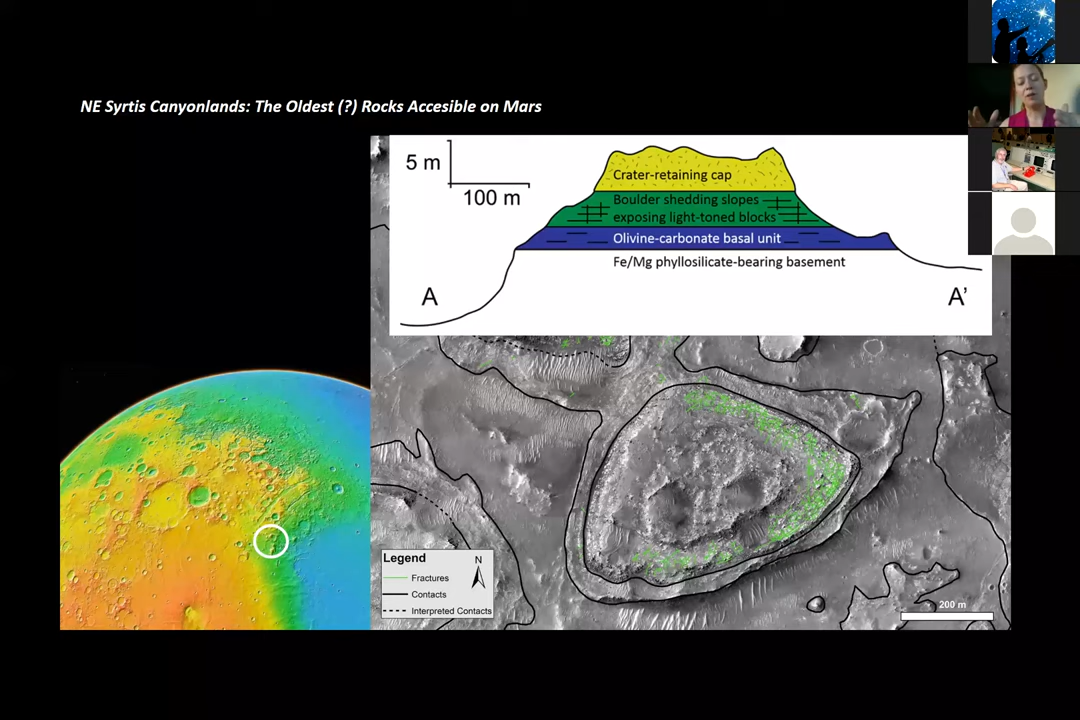 NE Syrtis Canyonlands: The Oldest (?) Rocks Accesible on Mars
5 m
100 m
Crater-retaining cap
Boulder shedding slopes
exposing light-toned blocks
Olivine-carbonate basal unit
Fe/Mg phyllosilicate-bearing basement
A
A’
Legend
N
Fractures
Contacts
Interpreted Contacts
200 m